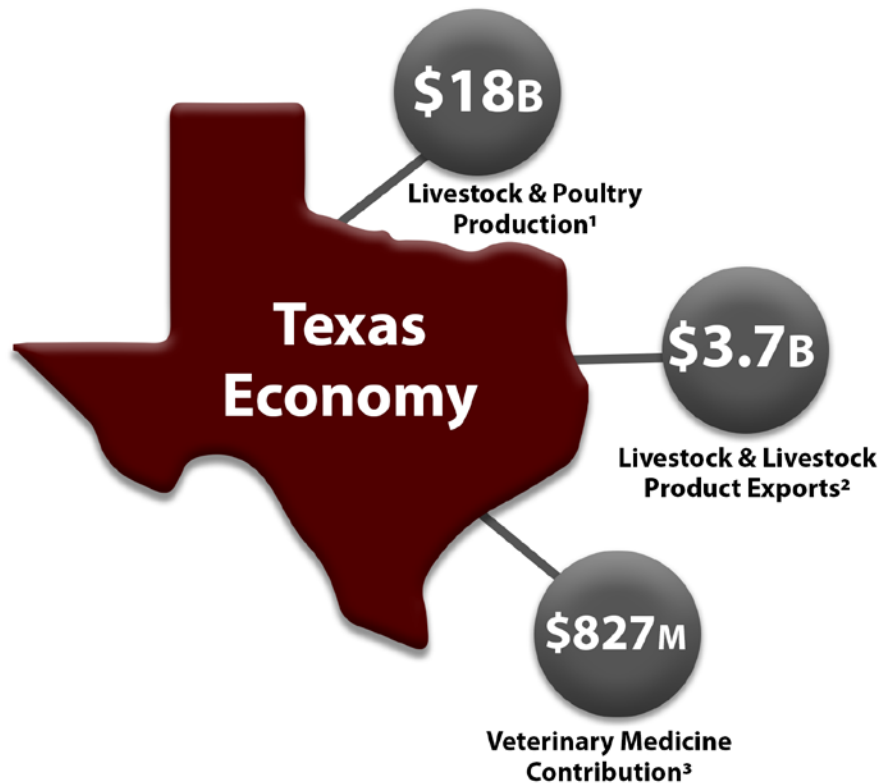 $18B
Livestock & Poultry
Production¹
Texas
Economy
$3.7B
Livestock & Livestock
Product Exports²
$827M
Veterinary Medicine
Contribution³